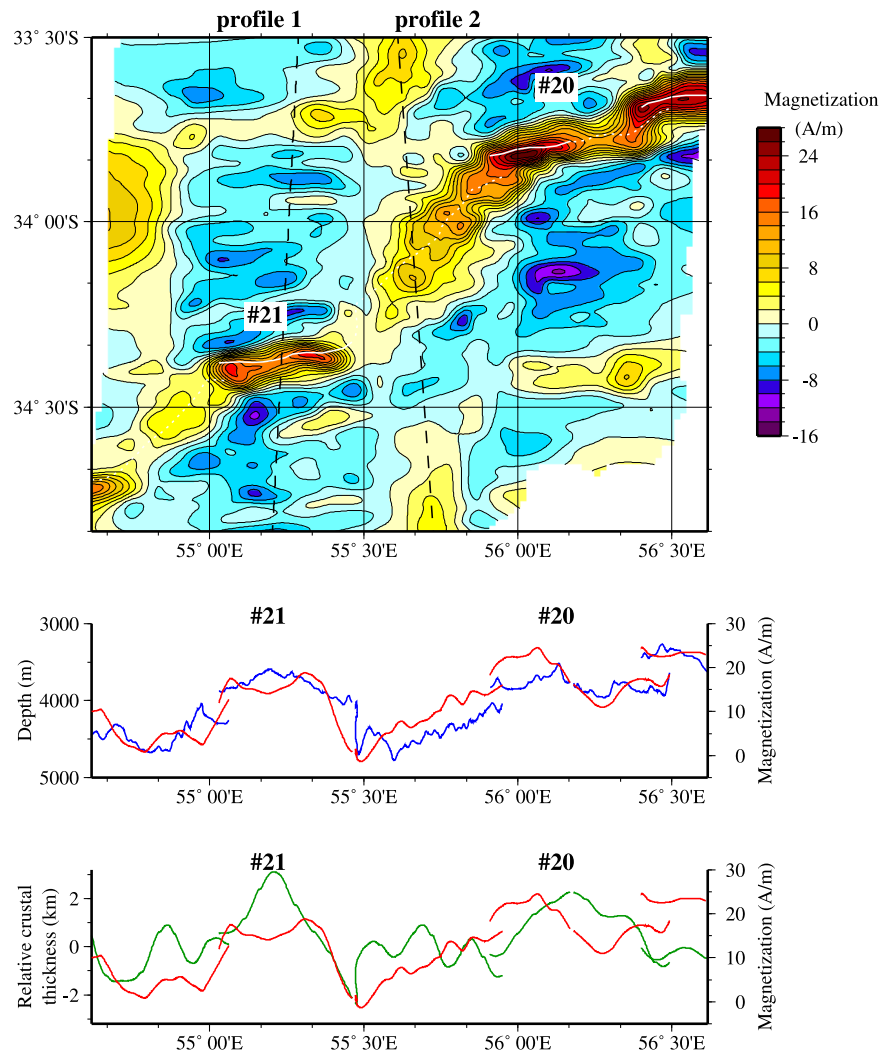 profile 1 profile 2
33° 30'S
#20
Magnetization
(A/m)
24
16
8
0
-8
-16
34° 00'S
#21
34° 30'S
55° 00'E 55° 30'E 56° 00'E 56° 30'E
#21 #20
3000 30
20
4000
10
0
5000
Depth (m)
Magnetization (A/m)
55° 00'E 55° 30'E 56° 00'E 56° 30'E
#21 #20
30
2
20
0
10
-2
0
Relative crustal
thickness (km)
Magnetization (A/m)
55° 00'E 55° 30'E 56° 00'E 56° 30'E